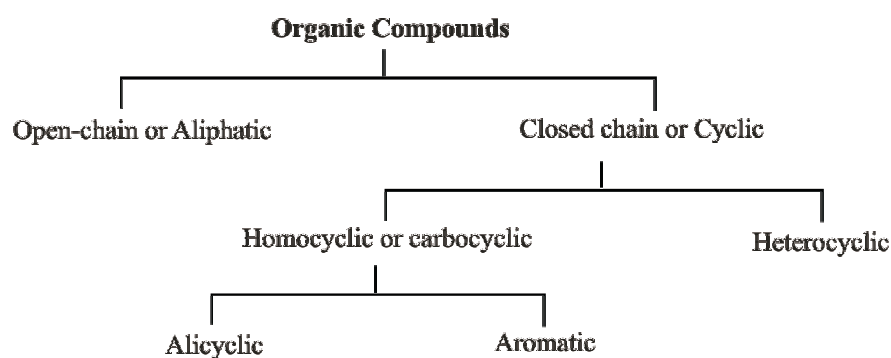 Organic Compounds
Open-chain or Aliphatic
Closed chain or Cyclic
Homocyclic or carbocyclic
Heterocyclic
Alicyclic
Aromatic